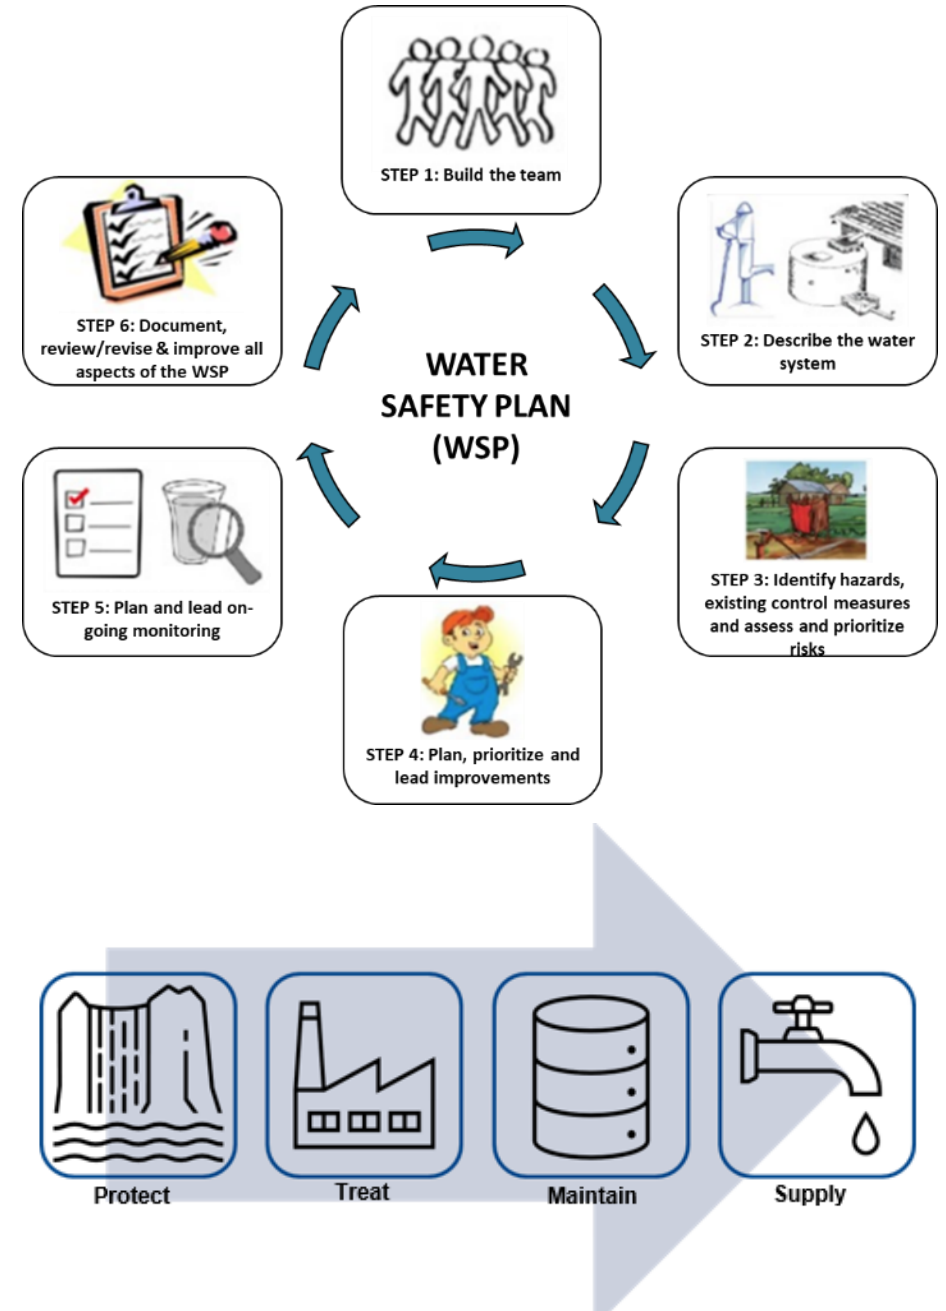 STEP 1: Build the team
STEP 2: Describe the water
system
STEP 3: Identify hazards,
existing control measures
and assess and prioritize
risks
STEP 4: Plan, prioritize and
lead improvements
STEP 5: Plan and lead on-
going monitoring
STEP 6: Document,
review/revise & improve all
aspects of the WSP
WATER
SAFETY PLAN
(WSP)
Protect
Treat
Maintain
Supply